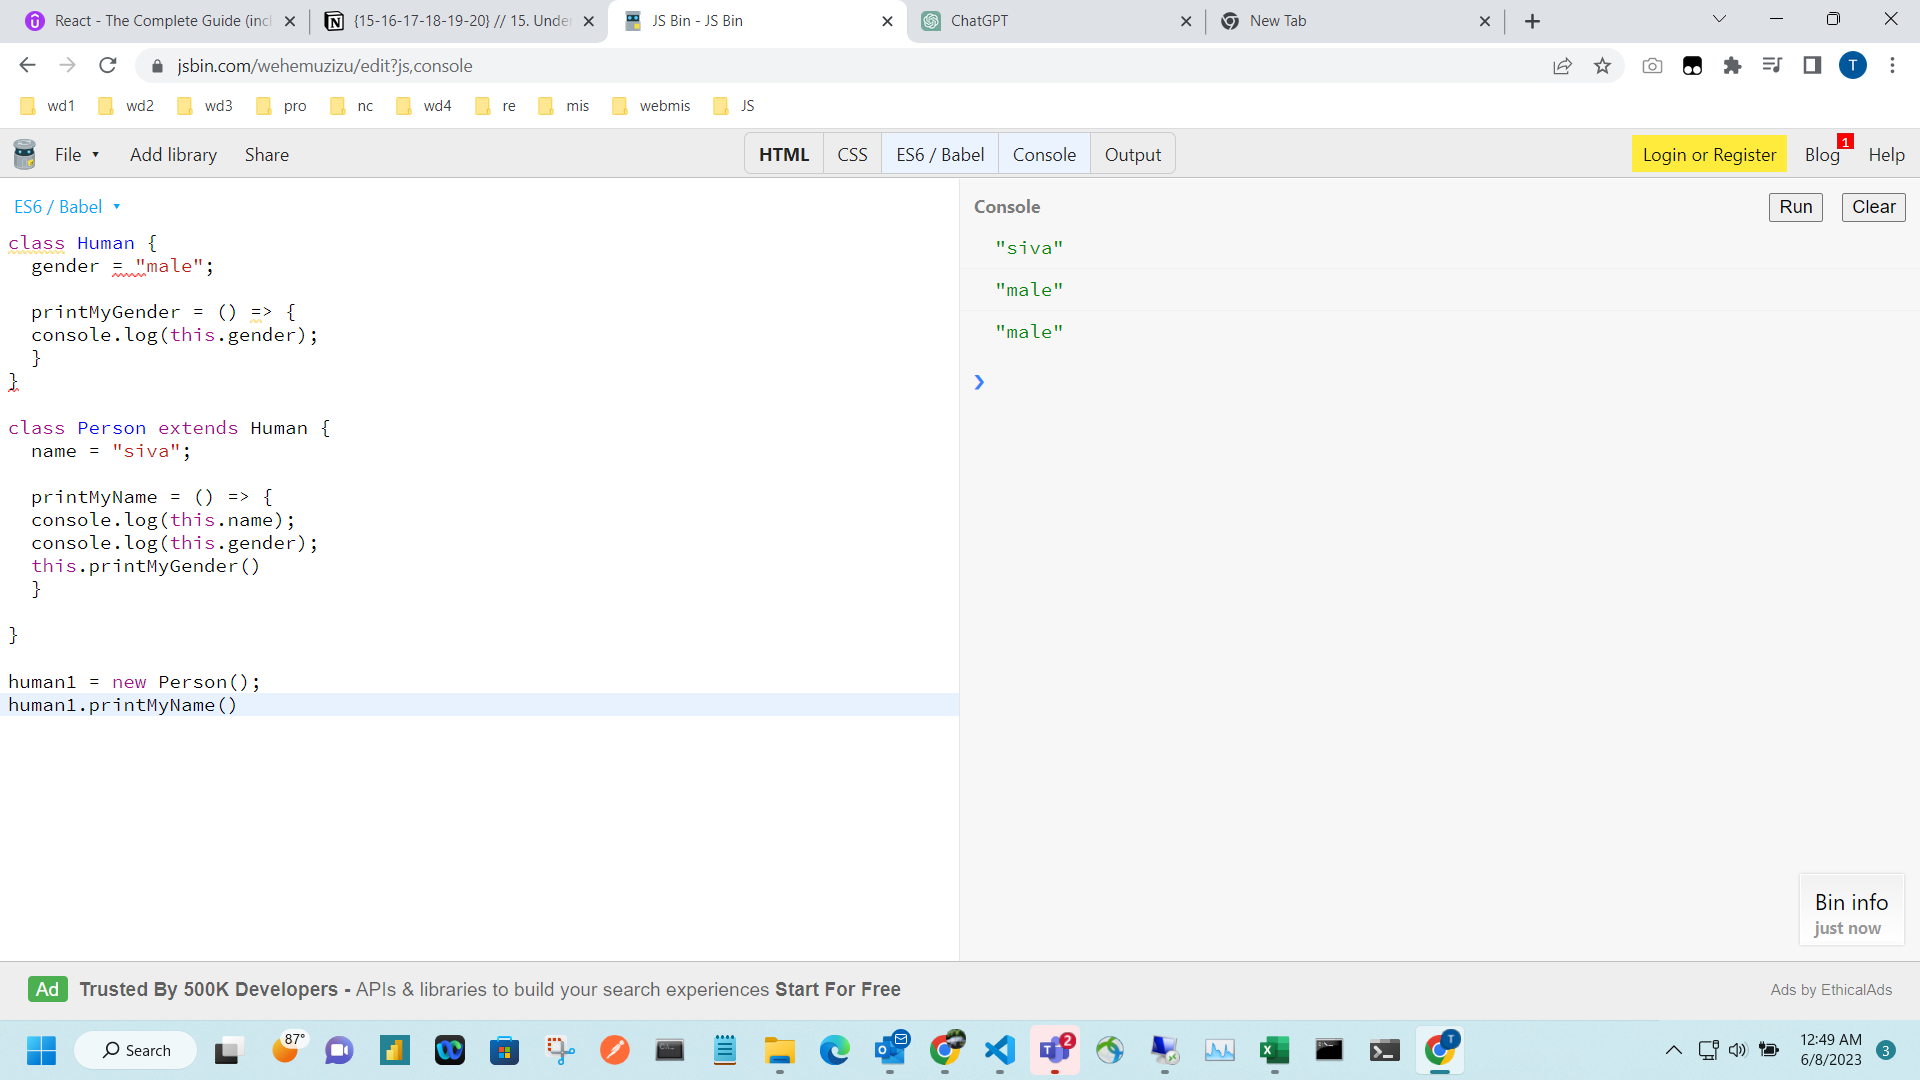 React - The Complete Guide (incl
{15-16-17-18-19-20} // 15. Unde
JS Bin - JS Bin
ChatGPT
New Tab
jsbin.com/wehemuzizu/edit?js,console
T
wd1 wd2 wd3 pro nc wd4 re mis webmis JS
File Add library Share
HTML CSS ES6 / Babel Console Output
Login or Register Blog 1 Help
ES6 / Babel
class Human {
gender = "male";
printMyGender = () => {
console.log(this.gender);
}
}
class Person extends Human {
name = "siva";
printMyName = () => {
console.log(this.name);
console.log(this.gender);
this.printMyGender()
}
}
human1 = new Person();
human1.printMyName()
Console Run Clear
"siva"
"male"
"male"
Bin info
just now
Ad Trusted By 500K Developers - APIs & libraries to build your search experiences Start For Free
Ads by EthicalAds
Search
87°
2
T
12:49 AM
6/8/2023
3